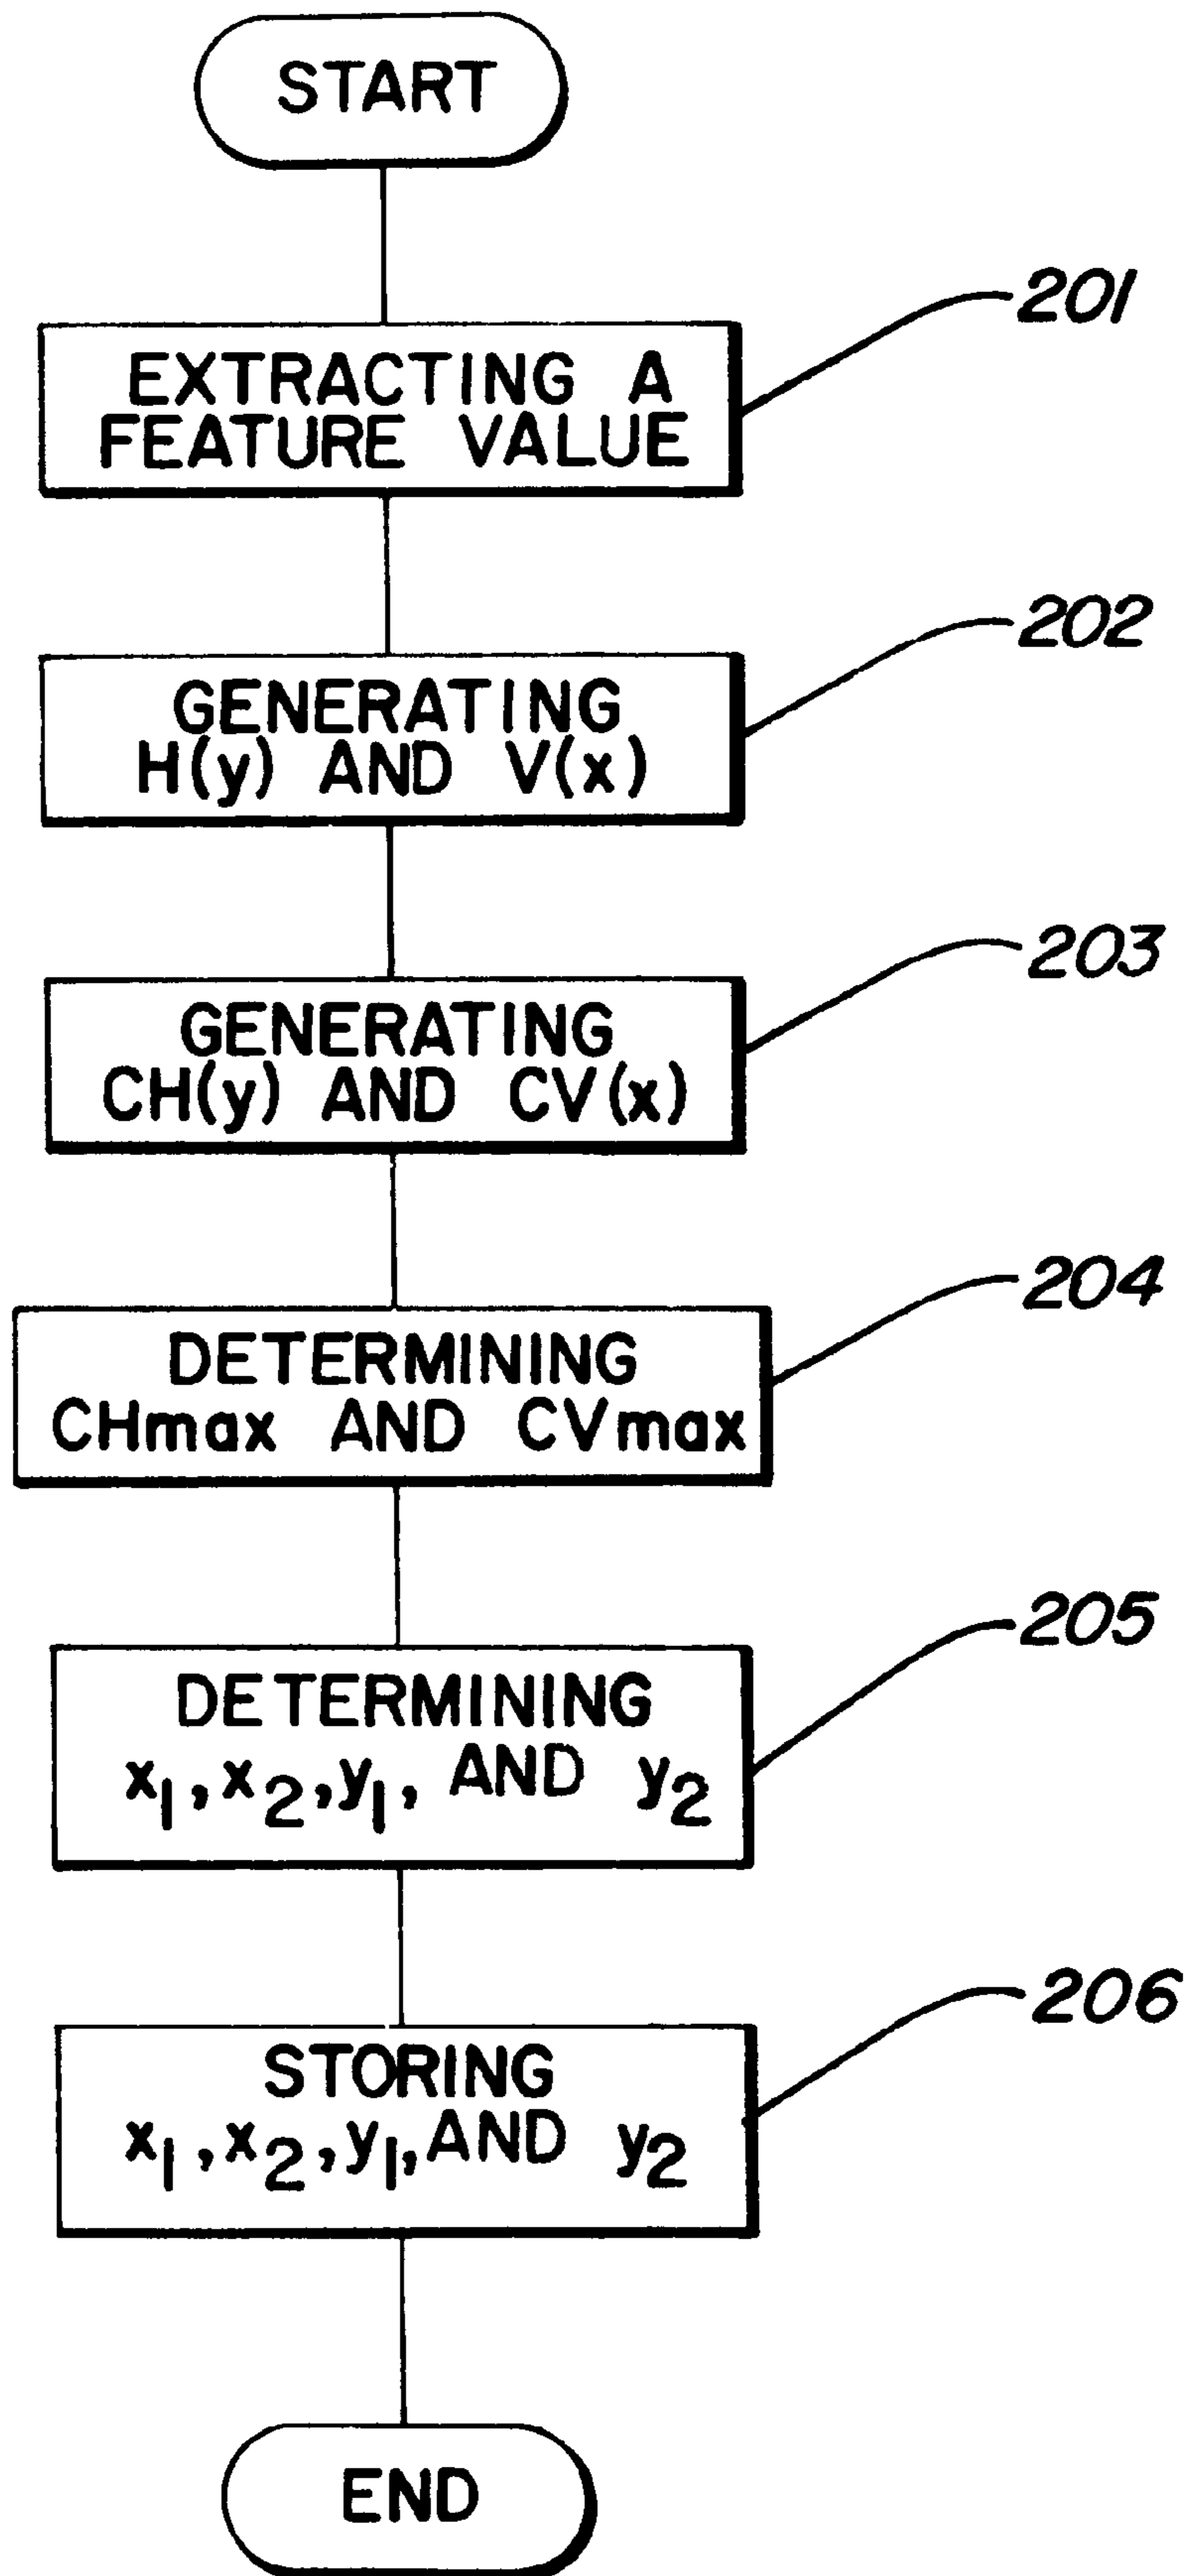 START
201
EXTRACTING A
FEATURE VALUE
202
GENERATING
H(y) AND V(x)
203
GENERATING
CH(y) AND CV(x)
204
DETERMINING
CHmax AND CVmax
205
DETERMINING
x₁, x₂, y₁, AND y₂
206
STORING
x₁, x₂, y₁, AND y₂
END